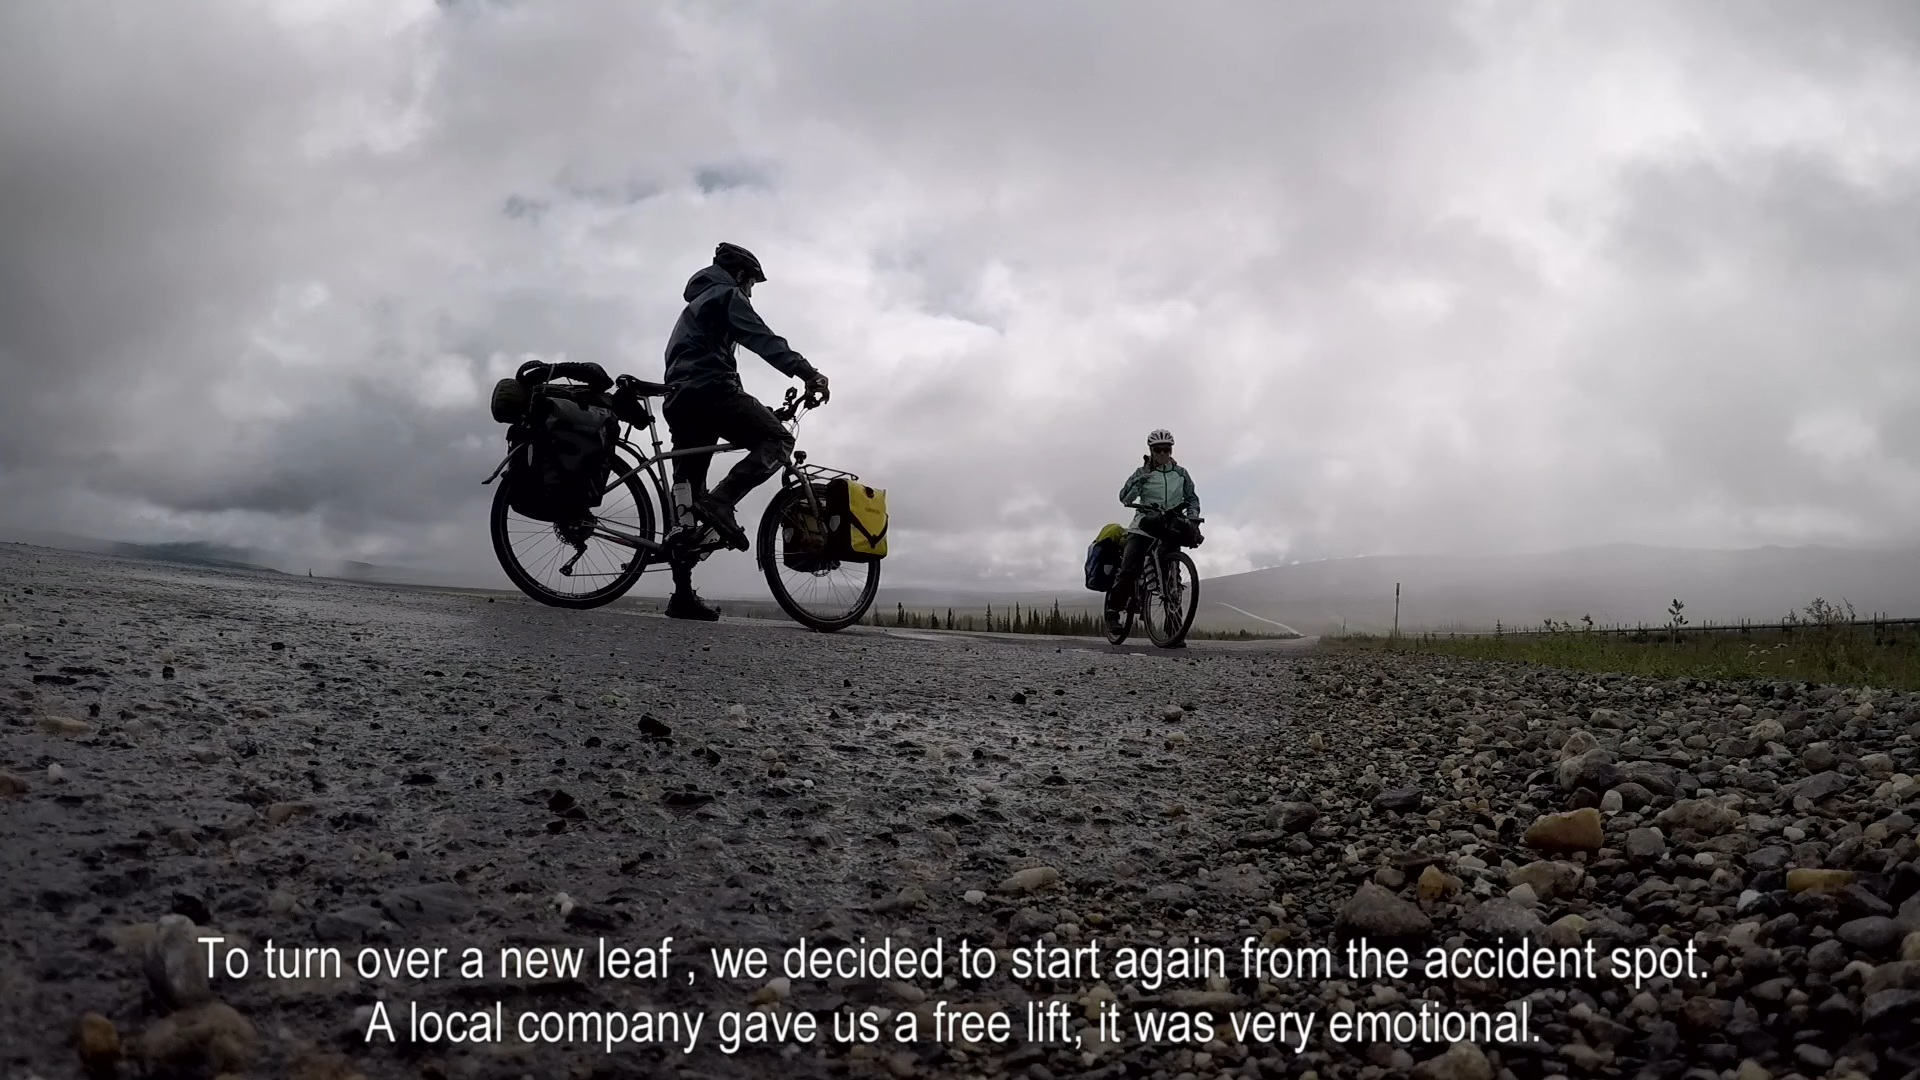 To turn over a new leaf , we decided to start again from the accident spot.
A local company gave us a free lift, it was very emotional.